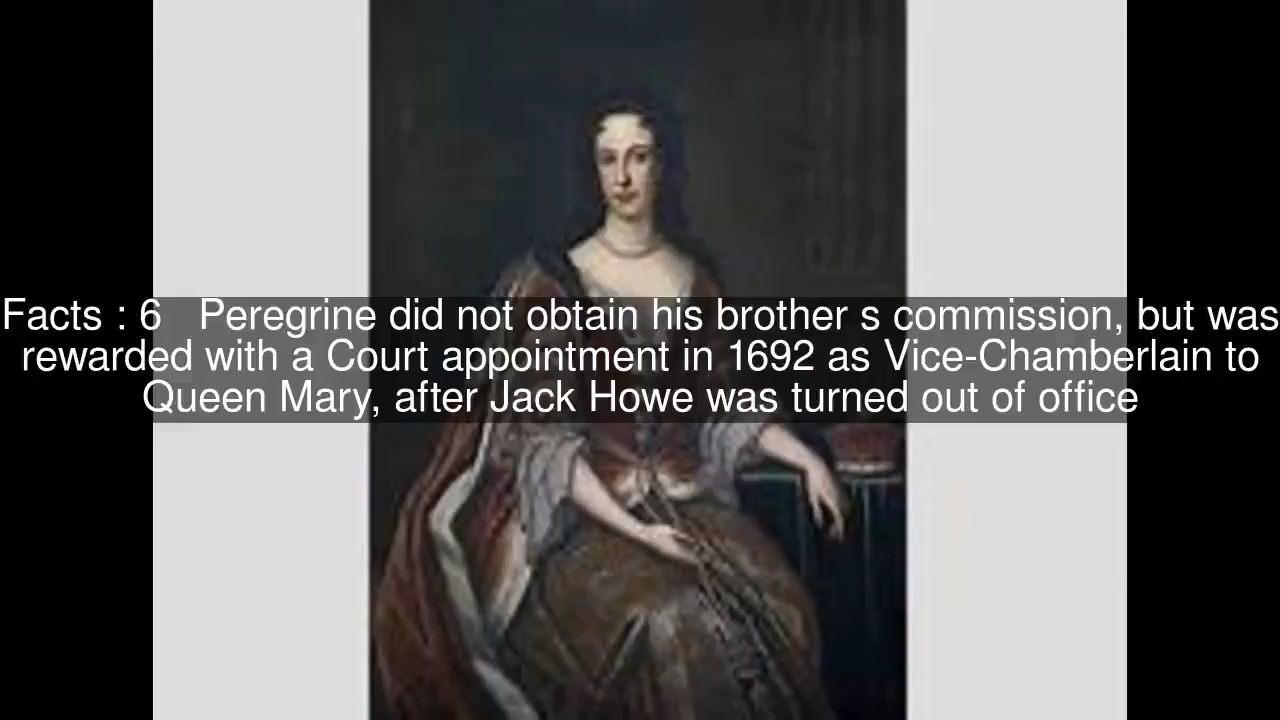 Facts : 6 Peregrine did not obtain his brother s commission, but was
rewarded with a Court appointment in 1692 as Vice-Chamberlain to
Queen Mary, after Jack Howe was turned out of office